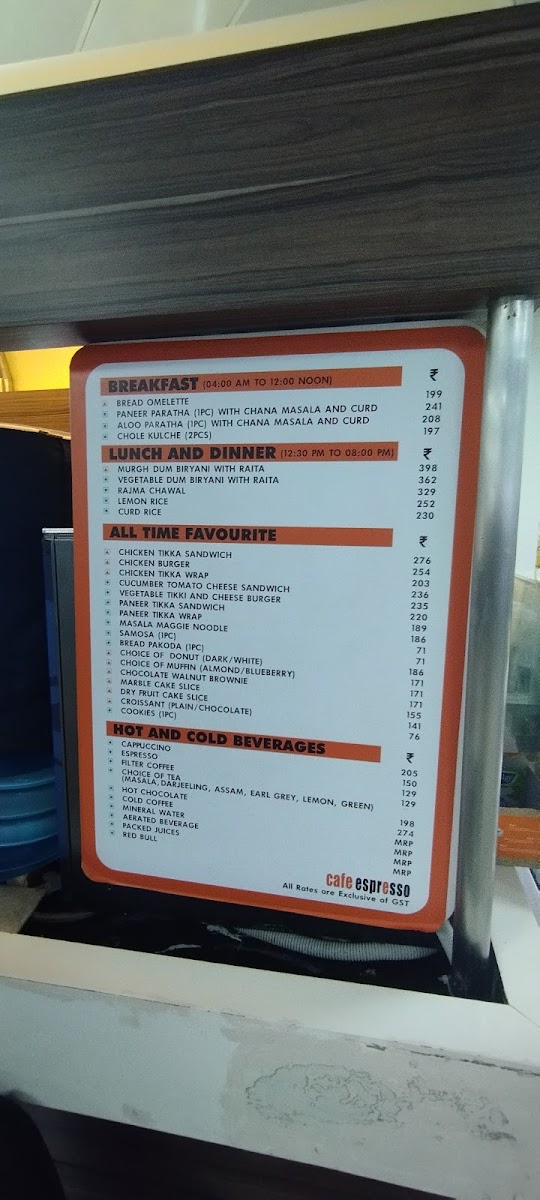 BREAKFAST (04:00 AM TO 12:00 NOON) ₹
BREAD OMELETTE 199
PANEER PARATHA (1PC) WITH CHANA MASALA AND CURD 241
ALOO PARATHA (1PC) WITH CHANA MASALA AND CURD 208
CHOLE KULCHE (2PCS) 197
LUNCH AND DINNER (12:30 PM TO 08:00 PM) ₹
MURGH DUM BIRYANI WITH RAITA 398
VEGETABLE DUM BIRYANI WITH RAITA 362
RAJMA CHAWAL 329
LEMON RICE 252
CURD RICE 230
ALL TIME FAVOURITE ₹
CHICKEN TIKKA SANDWICH 276
CHICKEN BURGER 254
CHICKEN TIKKA WRAP 203
CUCUMBER TOMATO CHEESE SANDWICH 236
VEGETABLE TIKKI AND CHEESE BURGER 235
PANEER TIKKA SANDWICH 220
PANEER TIKKA WRAP 189
MASALA MAGGIE NOODLE 186
SAMOSA (1PC) 71
BREAD PAKODA (1PC) 71
CHOICE OF DONUT (DARK/WHITE) 186
CHOICE OF MUFFIN (ALMOND/BLUEBERRY) 171
CHOCOLATE WALNUT BROWNIE 171
MARBLE CAKE SLICE 171
DRY FRUIT CAKE SLICE 155
CROISSANT (PLAIN/CHOCOLATE) 141
COOKIES (1PC) 76
HOT AND COLD BEVERAGES ₹
CAPPUCCINO 205
ESPRESSO 150
FILTER COFFEE 129
CHOICE OF TEA 129
(MASALA, DARJEELING, ASSAM, EARL GREY, LEMON, GREEN)
HOT CHOCOLATE 198
COLD COFFEE 274
MINERAL WATER MRP
AERATED BEVERAGE MRP
PACKED JUICES MRP
RED BULL MRP
cafe espresso
All Rates are Exclusive of GST